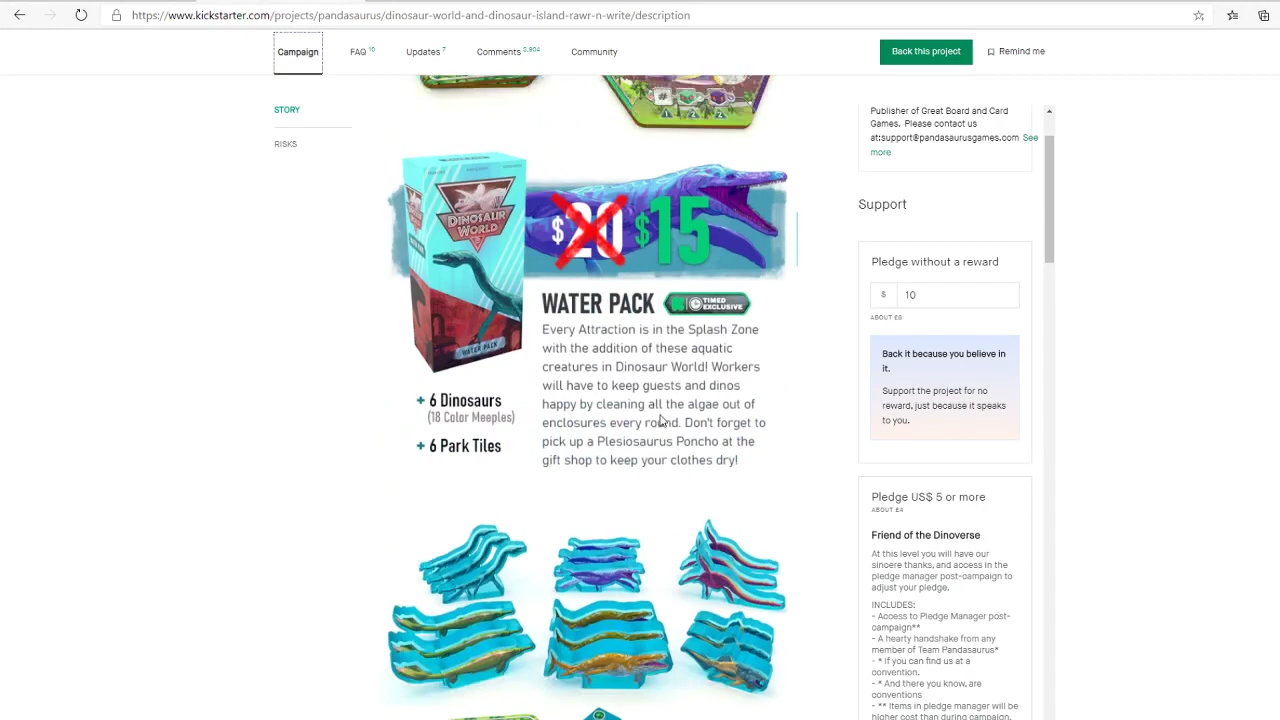 https://www.kickstarter.com/projects/pandasaurus/dinosaur-world-and-dinosaur-island-rawr-n-write/description
Campaign
FAQ 10
Updates 7
Comments 3,804
Community
Back this project
Remind me
STORY
RISKS
Publisher of Great Board and Card
Games. Please contact us
at:support@pandasaurusgames.com See
more
DINOSAUR
WORLD
WATER PACK
$20 $15
WATER PACK
TIMED
EXCLUSIVE
Every Attraction is in the Splash Zone
with the addition of these aquatic
creatures in Dinosaur World! Workers
will have to keep guests and dinos
happy by cleaning all the algae out of
enclosures every round. Don't forget to
pick up a Plesiosaurus Poncho at the
gift shop to keep your clothes dry!
+ 6 Dinosaurs
(18 Color Meeples)
+ 6 Park Tiles
Support
Pledge without a reward
$ 10
ABOUT £8
Back it because you believe in
it.
Support the project for no
reward, just because it speaks
to you.
Pledge US$ 5 or more
ABOUT £4
Friend of the Dinoverse
At this level you will have our
sincere thanks, and access in the
pledge manager post-campaign to
adjust your pledge.
INCLUDES:
- Access to Pledge Manager post-
campaign**
- A hearty handshake from any
member of Team Pandasaurus*
- * If you can find us at a
convention.
- * And there you know, are
conventions
- ** Items in pledge manager will be
higher cost than during campaign.